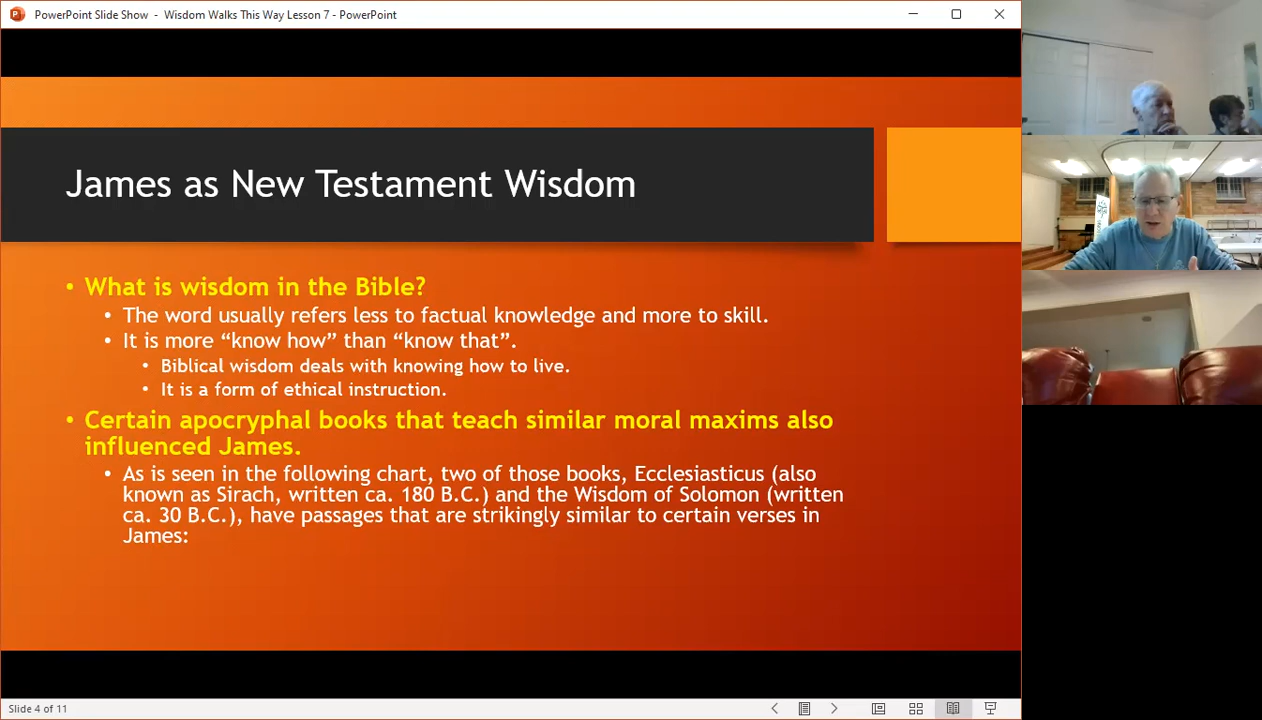 PowerPoint Slide Show - Wisdom Walks This Way Lesson 7 - PowerPoint
James as New Testament Wisdom
• What is wisdom in the Bible?
• The word usually refers less to factual knowledge and more to skill.
• It is more “know how” than “know that”.
• Biblical wisdom deals with knowing how to live.
• It is a form of ethical instruction.
• Certain apocryphal books that teach similar moral maxims also
influenced James.
• As is seen in the following chart, two of those books, Ecclesiasticus (also
known as Sirach, written ca. 180 B.C.) and the Wisdom of Solomon (written
ca. 30 B.C.), have passages that are strikingly similar to certain verses in
James:
Slide 4 of 11